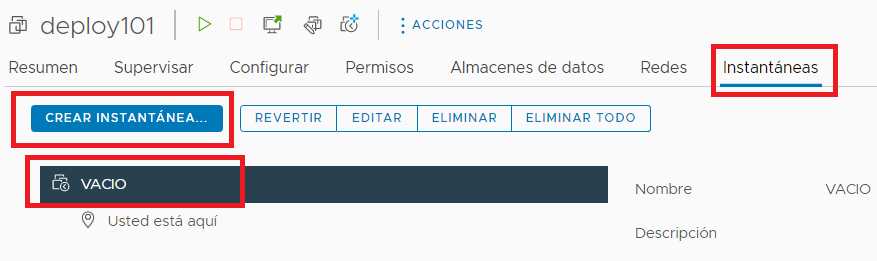 deploy101
ACCIONES
Resumen Supervisar Configurar Permisos Almacenes de datos Redes Instantáneas
CREAR INSTANTÁNEA... REVERTIR EDITAR ELIMINAR ELIMINAR TODO
VACIO
Usted está aquí
Nombre VACIO
Descripción